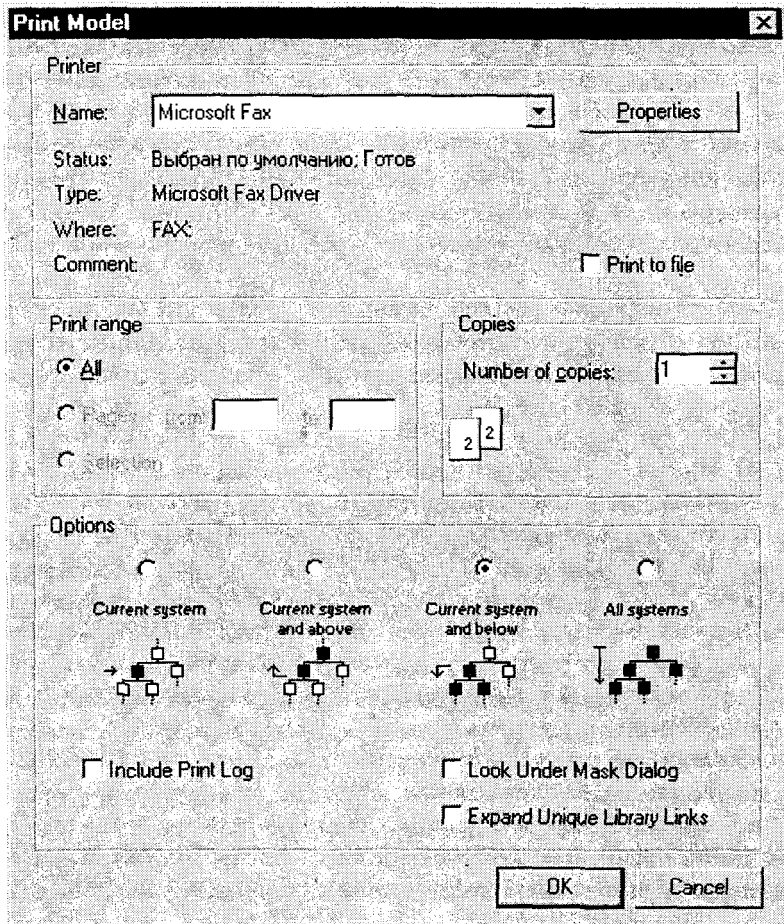 Print Model
Printer
Name: Microsoft Fax Properties
Status: Выбран по умолчанию; Готов
Type: Microsoft Fax Driver
Where: FAX:
Comment: Print to file
Print range
All
Selection
Copies
Number of copies: 1
2 2
Options
Current system
Current system and above
Current system and below
All systems
Include Print Log
Look Under Mask Dialog
Expand Unique Library Links
OK Cancel